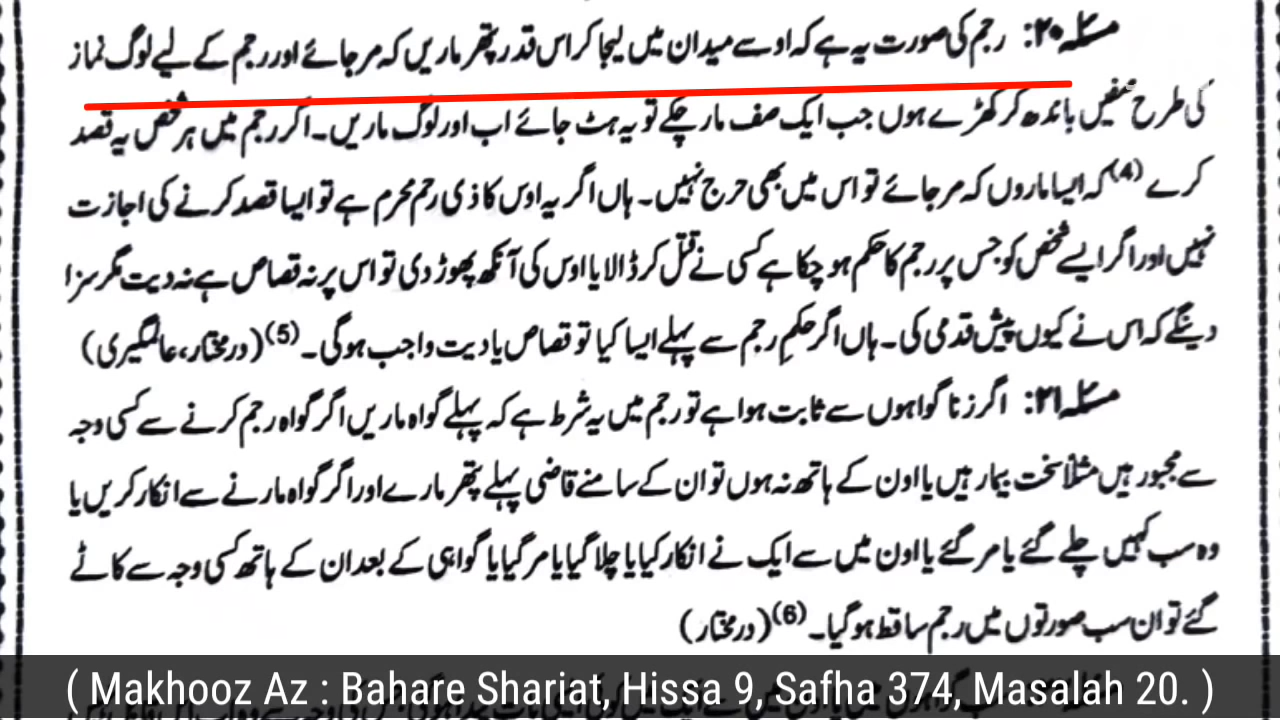 مسئلہ ۲۰: رجم کی صورت یہ ہے کہ اوسے میدان میں لیجا کر اس قدر پتھر ماریں کہ مرجائے اور رجم کے لیے لوگ نماز
کی طرح صفیں باندھ کر کھڑے ہوں جب ایک صف مار چکے تو یہ ہٹ جائے اب اور لوگ ماریں۔ اگر رجم میں ہر شخص یہ قصد
کرے (4) کہ ایسا ماروں کہ مرجائے تو اس میں بھی حرج نہیں۔ ہاں اگر یہ اوس کا ذی رحم محرم ہے تو ایسا قصد کرنے کی اجازت
نہیں اور اگر ایسے شخص کو جس پر رجم کا حکم ہو چکا ہے کسی نے قتل کر ڈالا یا اوس کی آنکھ پھوڑ دی تو اس پر نہ قصاص ہے نہ دیت مگر سزا
دینگے کہ اس نے کیوں پیش قدمی کی۔ ہاں اگر حکمِ رجم سے پہلے ایسا کیا تو قصاص یا دیت واجب ہوگی۔ (5) (درمختار، عالمگیری)
مسئلہ ۲۱: اگر زنا گواہوں سے ثابت ہوا ہے تو رجم میں یہ شرط ہے کہ پہلے گواہ ماریں اگر گواہ رجم کرنے سے کسی وجہ
سے مجبور ہیں مثلاً سخت بیمار ہیں یا اون کے ہاتھ نہ ہوں تو ان کے سامنے قاضی پہلے پتھر مارے اور اگر گواہ مارنے سے انکار کریں یا
وہ سب کہیں چلے گئے یا مر گئے یا اون میں سے ایک نے انکار کیا یا چلا گیا یا مر گیا یا گواہی کے بعد ان کے ہاتھ کسی وجہ سے کاٹے
گئے تو ان سب صورتوں میں رجم ساقط ہوگیا۔ (6) (درمختار)
( Makhooz Az : Bahare Shariat, Hissa 9, Safha 374, Masalah 20. )